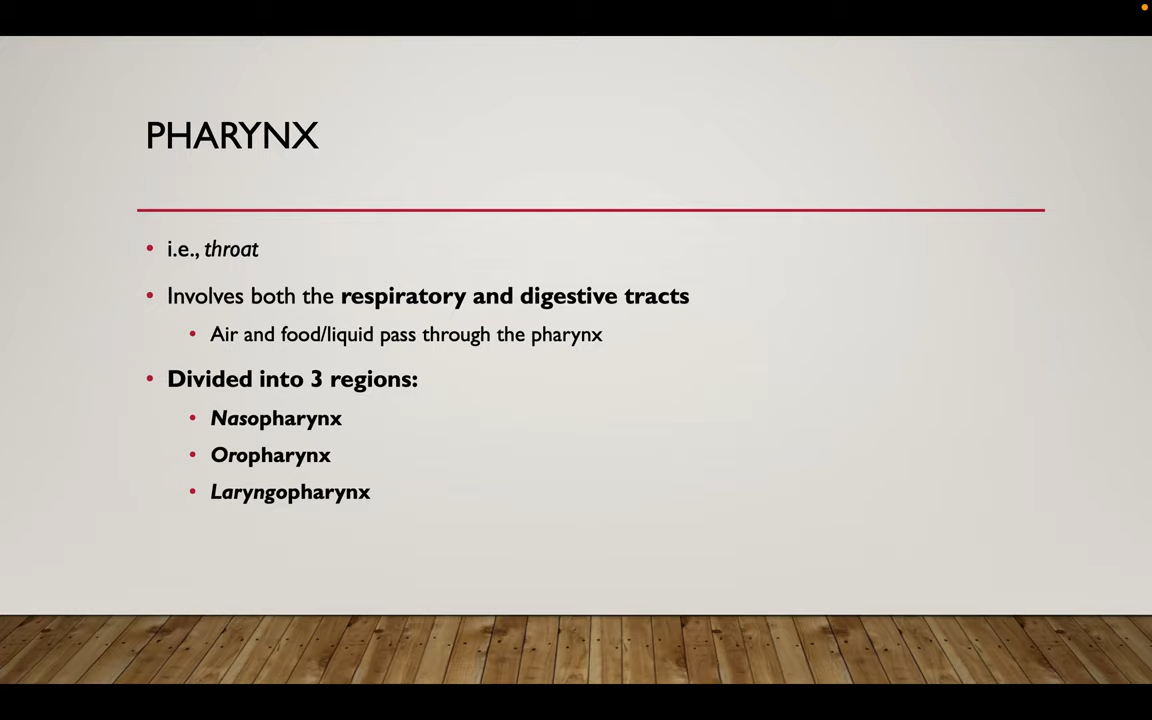 PHARYNX
i.e., throat
Involves both the respiratory and digestive tracts
Air and food/liquid pass through the pharynx
Divided into 3 regions:
Nasopharynx
Oropharynx
Laryngopharynx